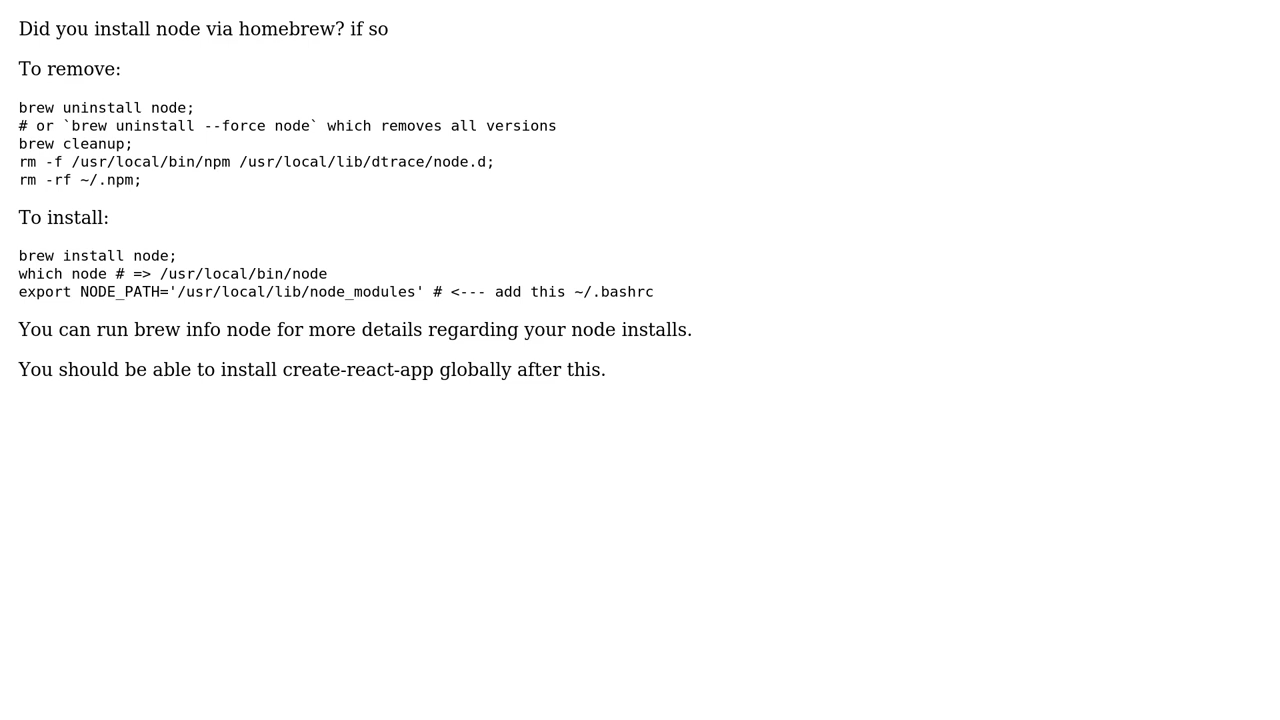 Did you install node via homebrew? if so
To remove:
brew uninstall node;
# or `brew uninstall --force node` which removes all versions
brew cleanup;
rm -f /usr/local/bin/npm /usr/local/lib/dtrace/node.d;
rm -rf ~/.npm;
To install:
brew install node;
which node # => /usr/local/bin/node
export NODE_PATH='/usr/local/lib/node_modules' # <--- add this ~/.bashrc
You can run brew info node for more details regarding your node installs.
You should be able to install create-react-app globally after this.